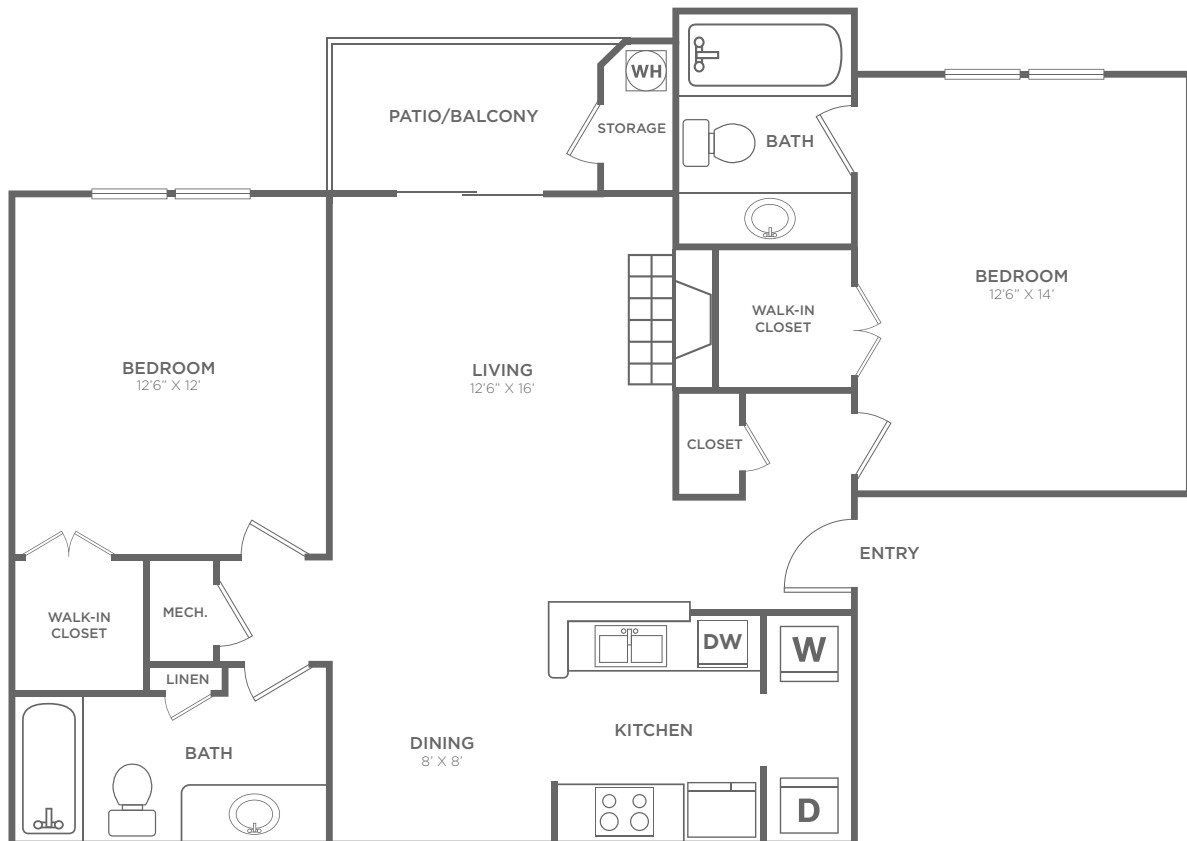 WH
PATIO/BALCONY
STORAGE
BATH
BEDROOM
12'6" X 14'
WALK-IN
CLOSET
BEDROOM
12'6" X 12'
LIVING
12'6" X 16'
CLOSET
ENTRY
MECH.
WALK-IN
CLOSET
DW
W
LINEN
KITCHEN
DINING
8' X 8'
BATH
D